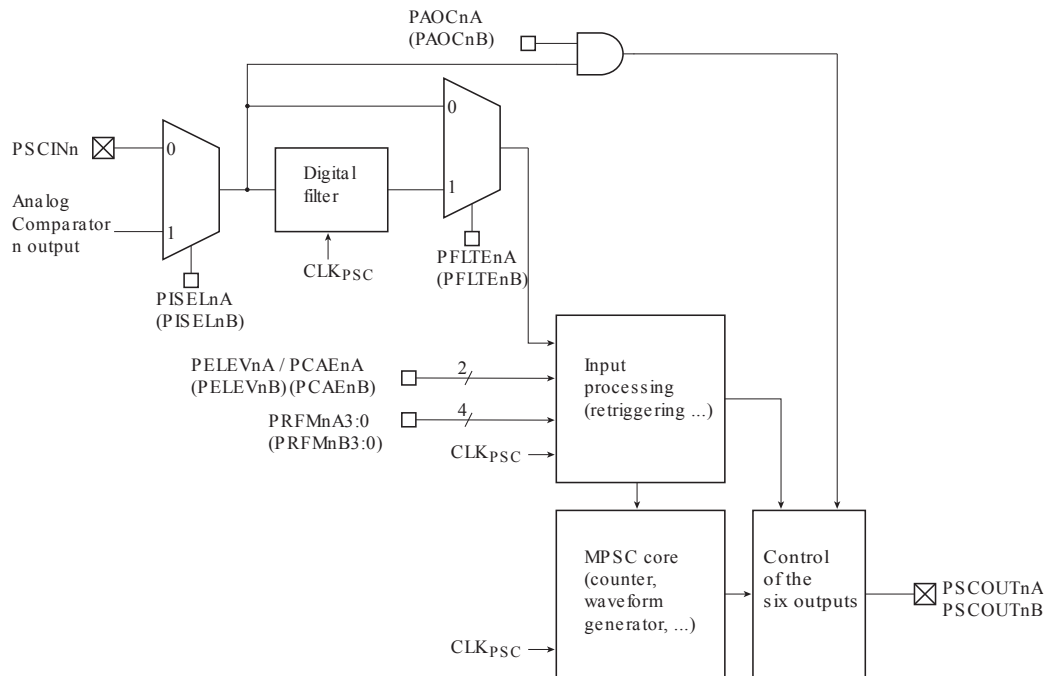 PAOCnA
(PAOCnB)
0
PSCINn
0
1
Digital
filter
Analog
Comparator
n output
1
CLKPSC
PFLTEnA
(PFLTEnB)
PISELnA
(PISELnB)
PELEVnA / PCAEnA
(PELEVnB) (PCAEnB)
2
Input
processing
(retriggering ...)
PRFMnA3:0
(PRFMnB3:0)
4
CLKPSC
MPSC core
(counter,
waveform
generator, ...)
Control
of the
six outputs
PSCOUTnA
PSCOUTnB
CLKPSC